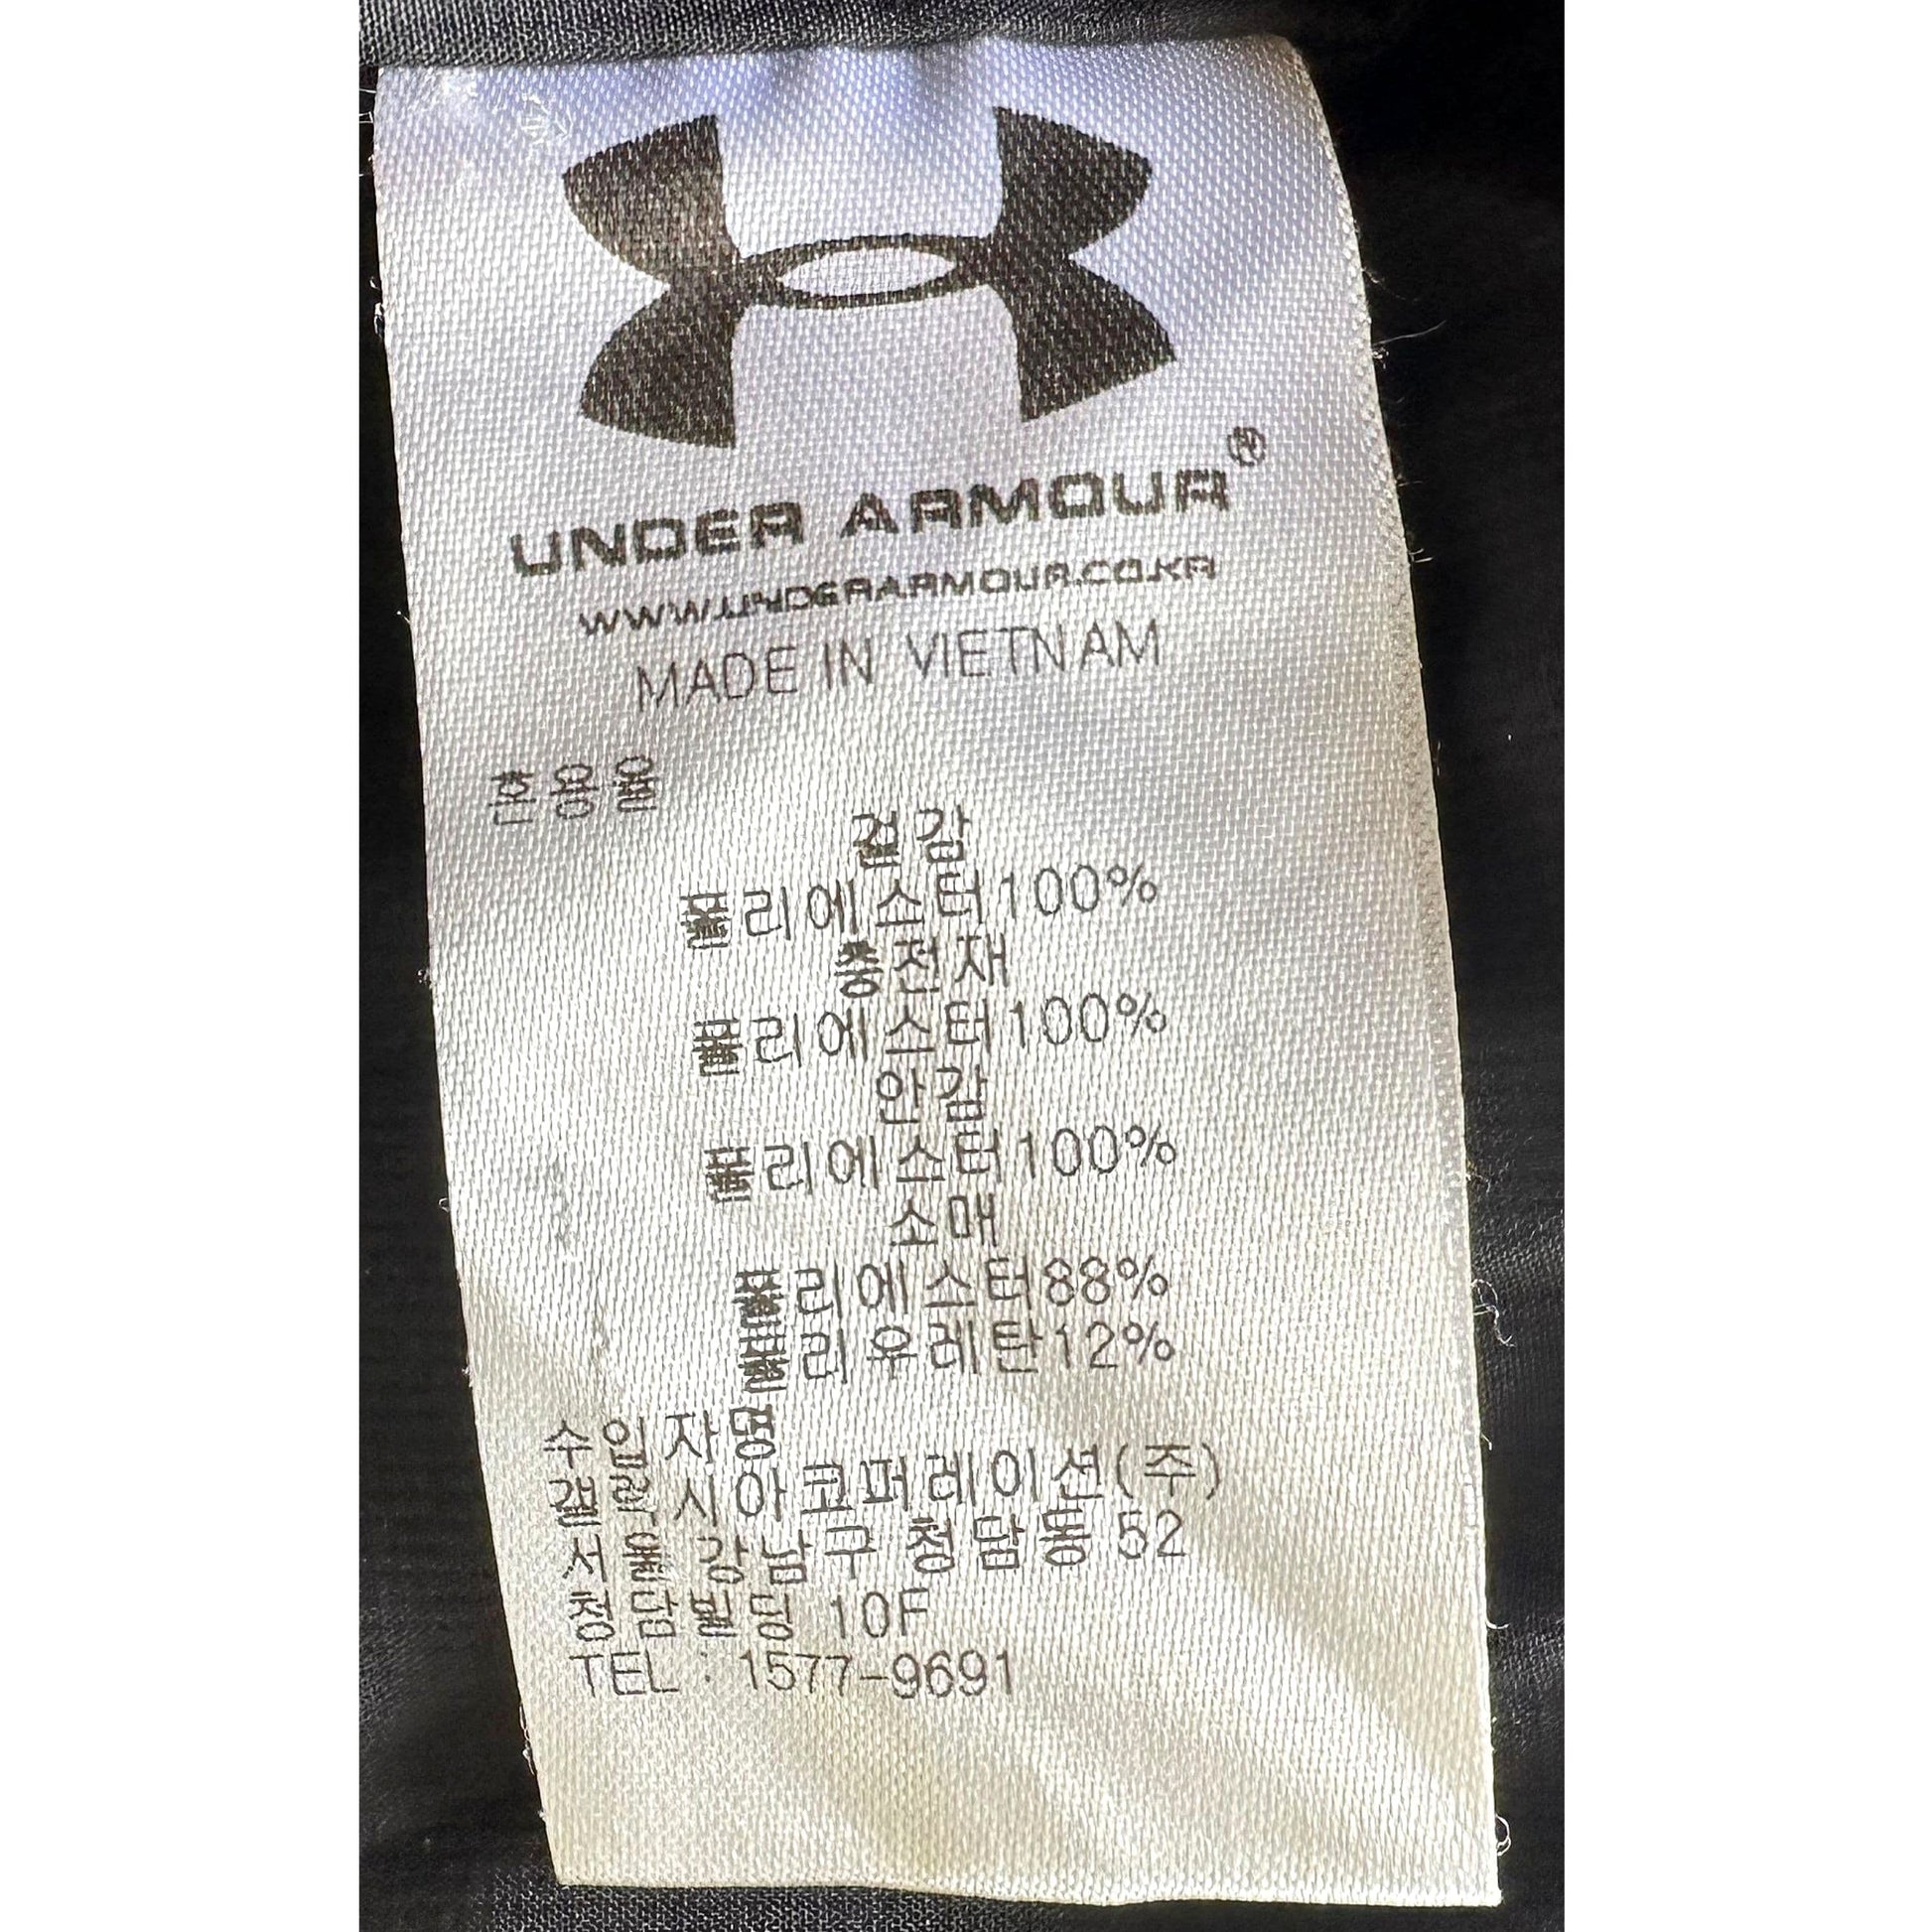 UNDER ARMOUR®
WWW.UNDERARMOUR.CO.KR
MADE IN VIETNAM
혼용율
겉감
폴리에스터100%
충전재
폴리에스터100%
안감
폴리에스터100%
소매
폴리에스터88%
폴리우레탄12%
수입자명
갤럭시아코퍼레이션(주)
서울 강남구 청담동 52
청담빌딩 10F
TEL : 1577-9691